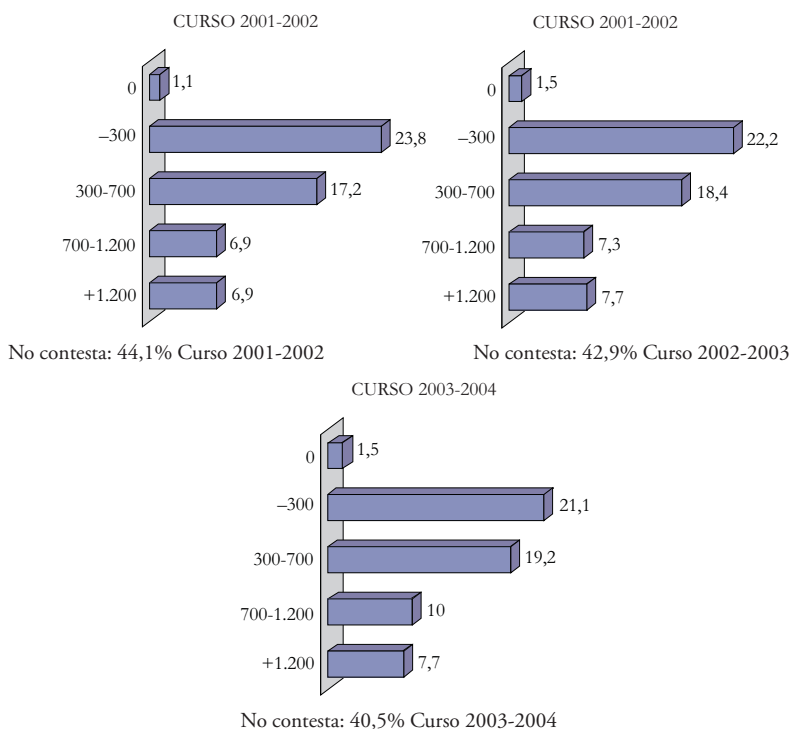 CURSO 2001-2002
0 1,1
–300 23,8
300-700 17,2
700-1.200 6,9
+1.200 6,9
No contesta: 44,1% Curso 2001-2002
CURSO 2001-2002
0 1,5
–300 22,2
300-700 18,4
700-1.200 7,3
+1.200 7,7
No contesta: 42,9% Curso 2002-2003
CURSO 2003-2004
0 1,5
–300 21,1
300-700 19,2
700-1.200 10
+1.200 7,7
No contesta: 40,5% Curso 2003-2004